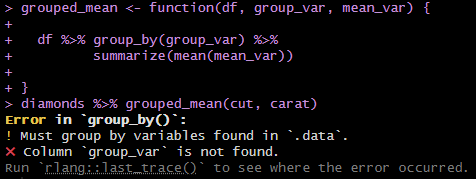 > grouped_mean <- function(df, group_var, mean_var) {
+
+   df %>% group_by(group_var) %>%
+          summarize(mean(mean_var))
+
+ }
> diamonds %>% grouped_mean(cut, carat)
Error in `group_by()`:
! Must group by variables found in `.data`.
✖ Column `group_var` is not found.
Run `rlang::last_trace()` to see where the error occurred.